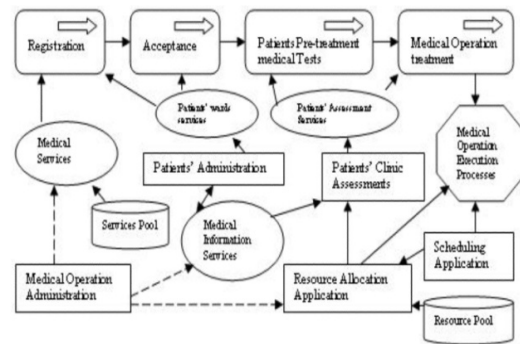 Registration
Acceptance
Patients Pre-treatment
medical Tests
Medical Operation
treatment
Patients' wards
services
Patients' Assessment
Services
Medical
Services
Medical
Operation
Execution
Processes
Patients' Administration
Patients' Clinic
Assessments
Services Pool
Medical
Information
Services
Scheduling
Application
Medical Operation
Administration
Resource Allocation
Application
Resource Pool